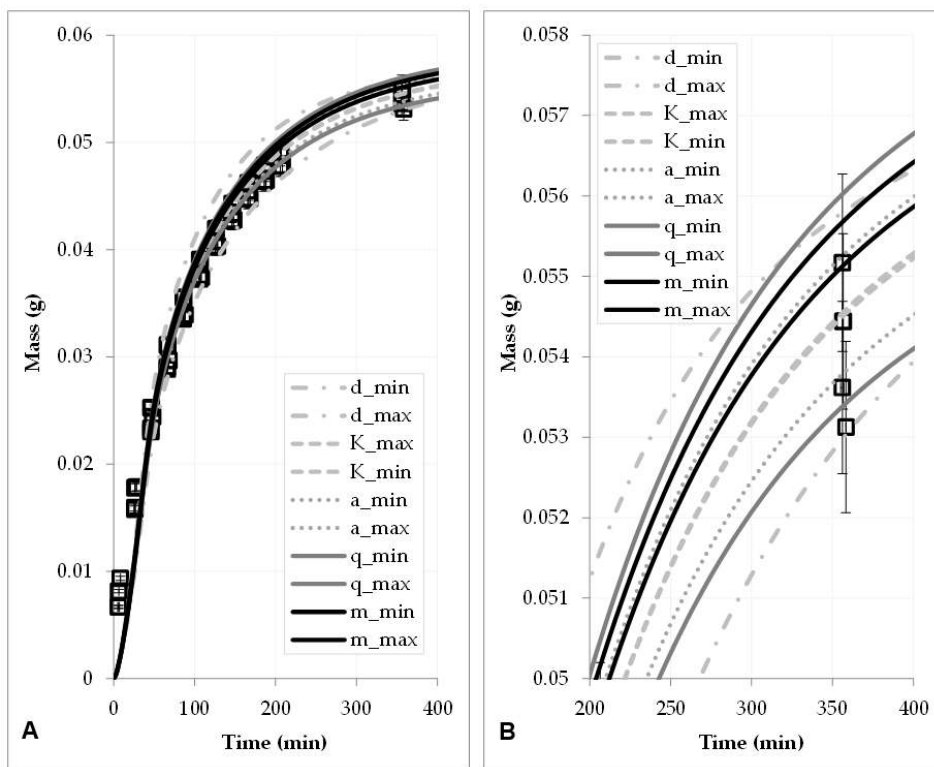 0.06
0.05
0.04
0.03
0.02
0.01
0
Mass (g)
d_min
d_max
K_max
K_min
a_min
a_max
q_min
q_max
m_min
m_max
0 100 200 300 400
Time (min)
A
0.058
0.057
0.056
0.055
0.054
0.053
0.052
0.051
0.05
Mass (g)
d_min
d_max
K_max
K_min
a_min
a_max
q_min
q_max
m_min
m_max
200 250 300 350 400
Time (min)
B